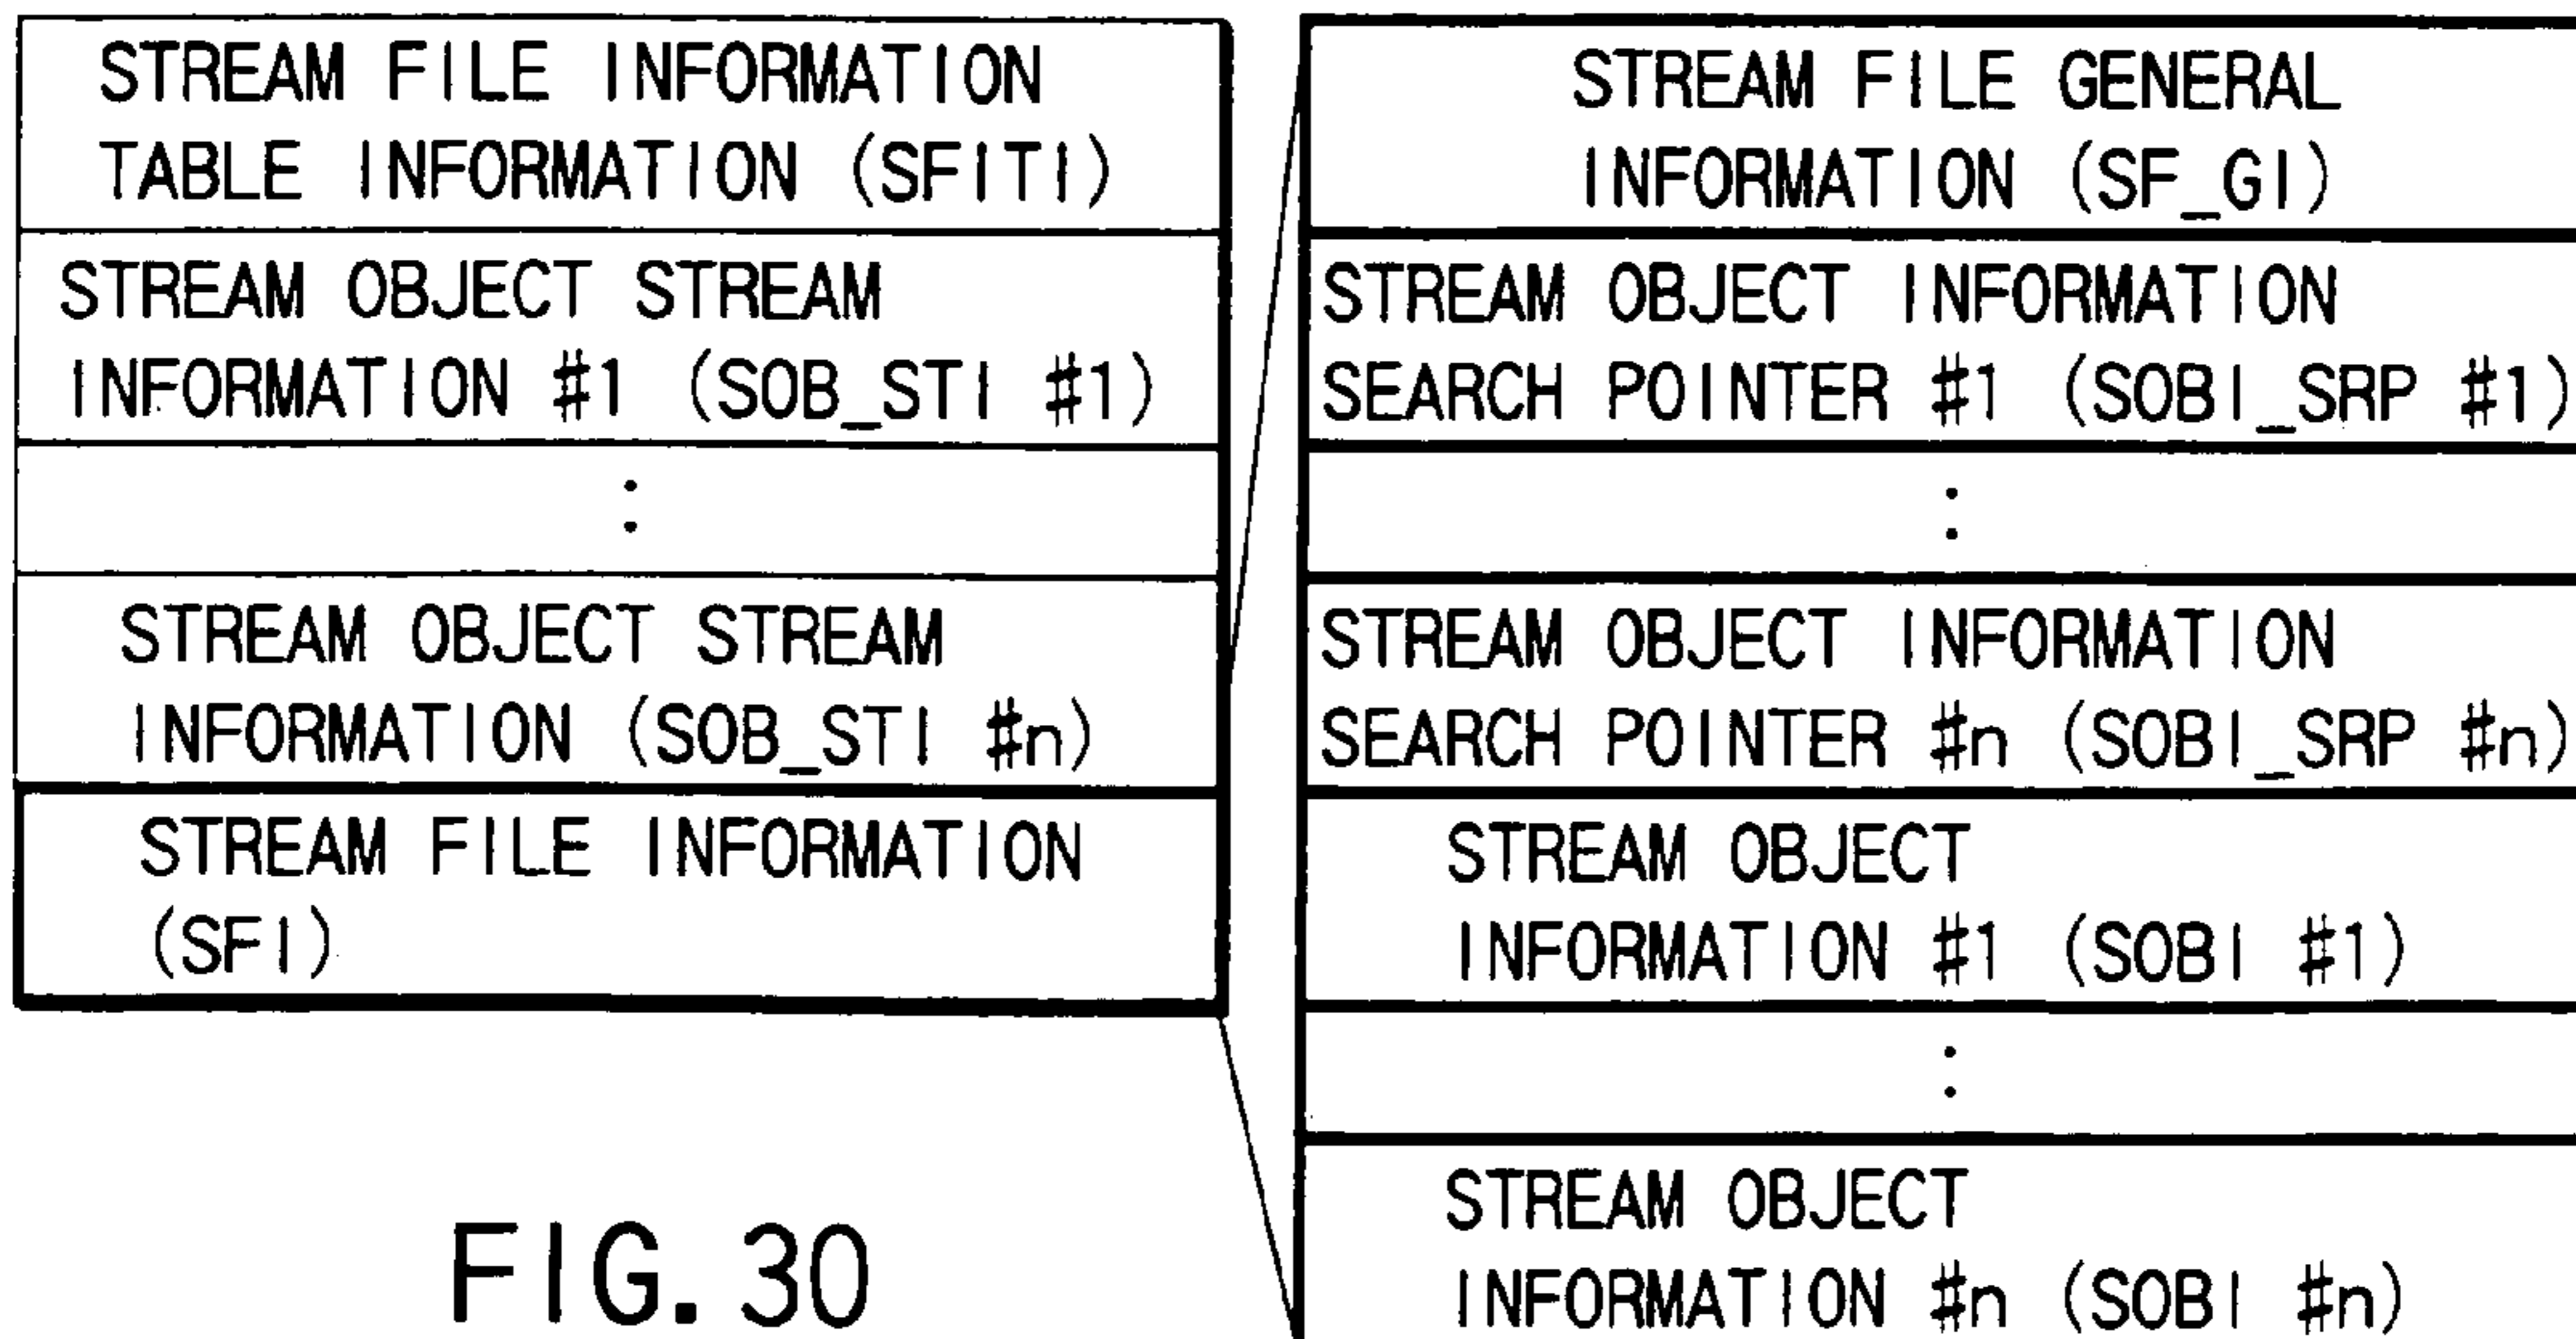 STREAM FILE INFORMATION
TABLE INFORMATION (SFITI)
STREAM OBJECT STREAM
INFORMATION #1 (SOB_STI #1)
:
STREAM OBJECT STREAM
INFORMATION (SOB_STI #n)
STREAM FILE INFORMATION
(SFI)
STREAM FILE GENERAL
INFORMATION (SF_GI)
STREAM OBJECT INFORMATION
SEARCH POINTER #1 (SOBI_SRP #1)
:
STREAM OBJECT INFORMATION
SEARCH POINTER #n (SOBI_SRP #n)
STREAM OBJECT
INFORMATION #1 (SOBI #1)
:
STREAM OBJECT
INFORMATION #n (SOBI #n)
FIG. 30